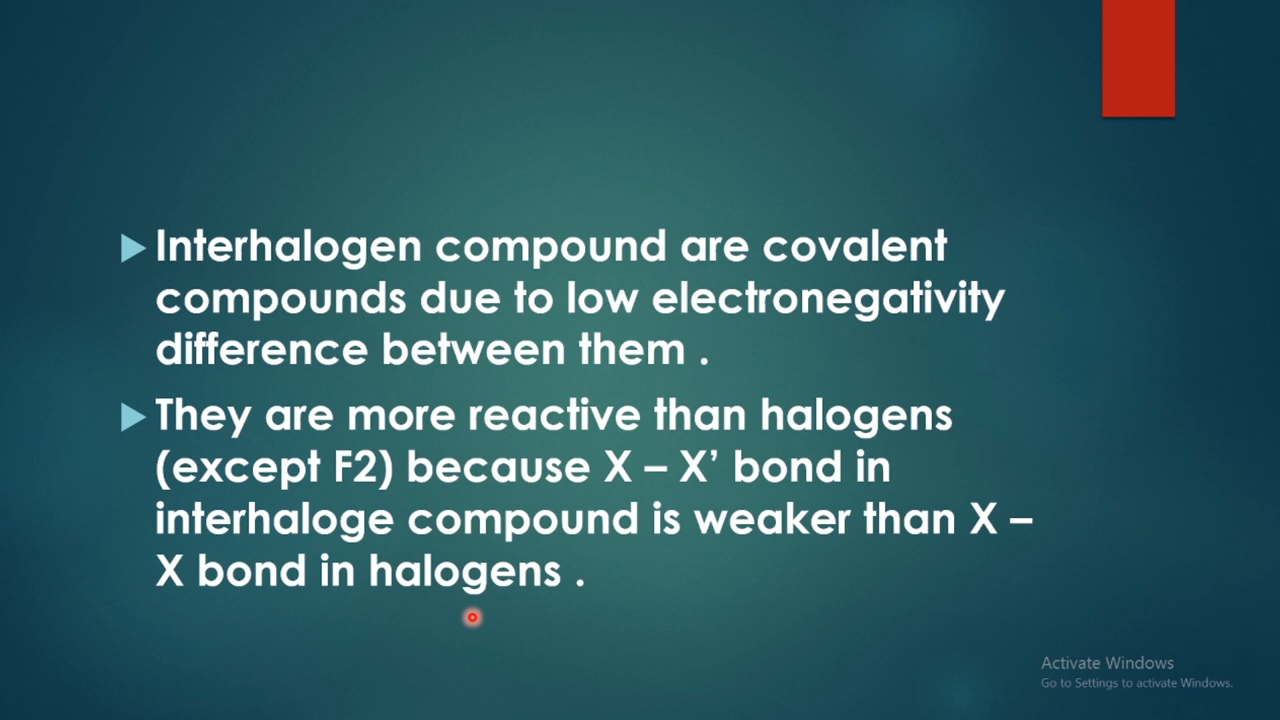 Interhalogen compound are covalent
compounds due to low electronegativity
difference between them .
They are more reactive than halogens
(except F2) because X – X’ bond in
interhaloge compound is weaker than X –
X bond in halogens .
Activate Windows
Go to Settings to activate Windows.